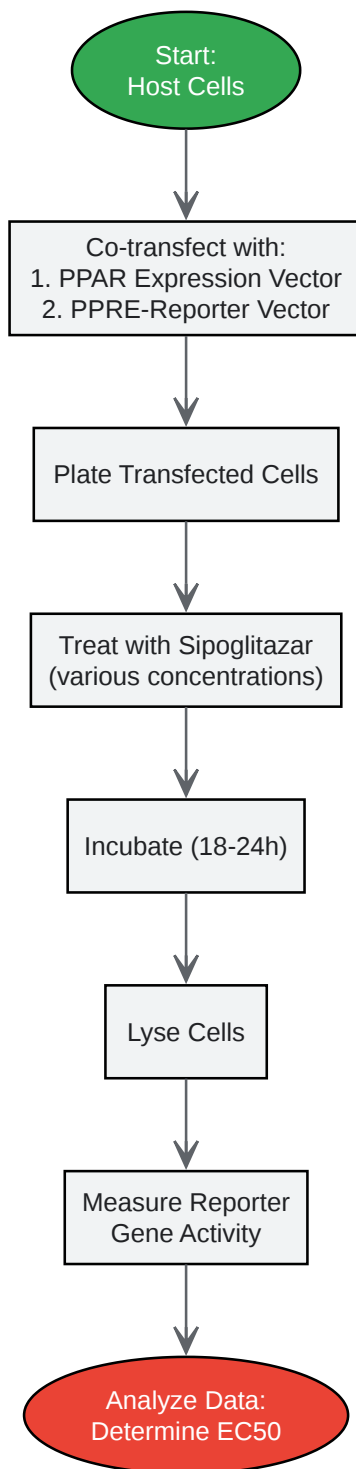 Start:
Host Cells
Co-transfect with:
1. PPAR Expression Vector
2. PPRE-Reporter Vector
Plate Transfected Cells
Treat with Sipoglitazar
(various concentrations)
Incubate (18-24h)
Lyse Cells
Measure Reporter
Gene Activity
Analyze Data:
Determine EC50